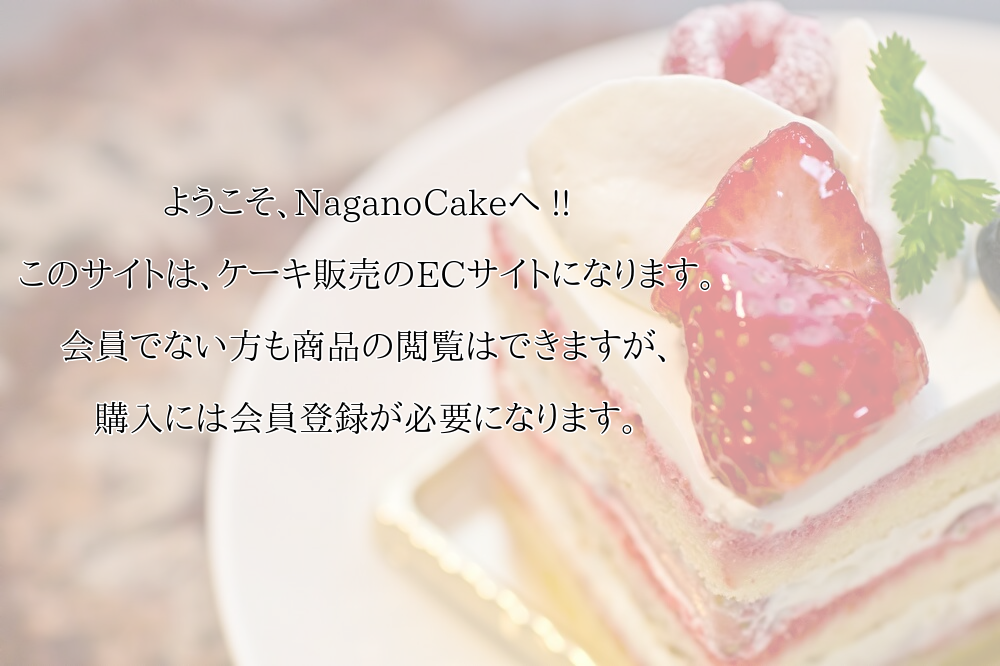 ようこそ、NaganoCakeへ !!
このサイトは、ケーキ販売のECサイトになります。
会員でない方も商品の閲覧はできますが、
購入には会員登録が必要になります。